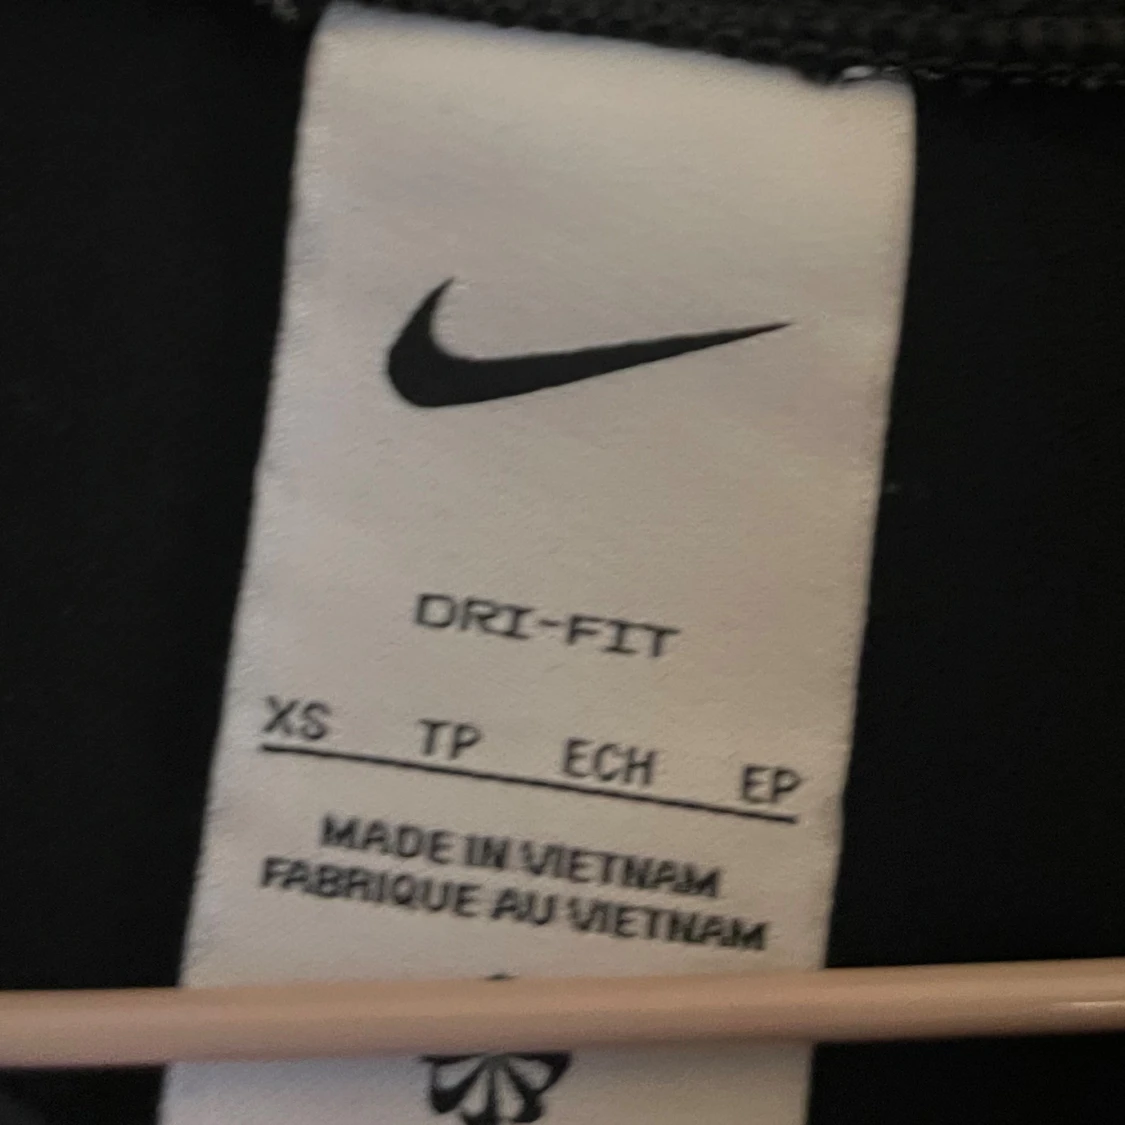 DRI-FIT
XS TP ECH EP
MADE IN VIETNAM
FABRIQUE AU VIETNAM